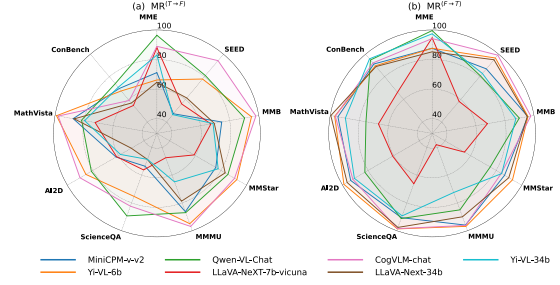 (a) MR(T→F)
(b) MR(F→T)
MME
100
80
60
40
SEED
MMB
MMStar
MMMU
ScienceQA
AI2D
MathVista
ConBench
MME
100
80
60
40
SEED
MMB
MMStar
MMMU
ScienceQA
AI2D
MathVista
ConBench
MiniCPM-v-v2
Qwen-VL-Chat
CogVLM-chat
Yi-VL-34b
Yi-VL-6b
LLaVA-NeXT-7b-vicuna
LLaVA-Next-34b